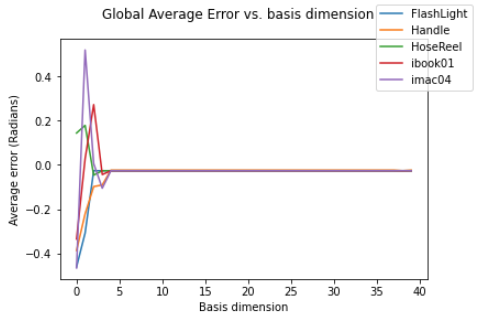 Global Average Error vs. basis dimension
FlashLight
Handle
HoseReel
ibook01
imac04
Average error (Radians)
0.4
0.2
0.0
−0.2
−0.4
0
5
10
15
20
25
30
35
40
Basis dimension